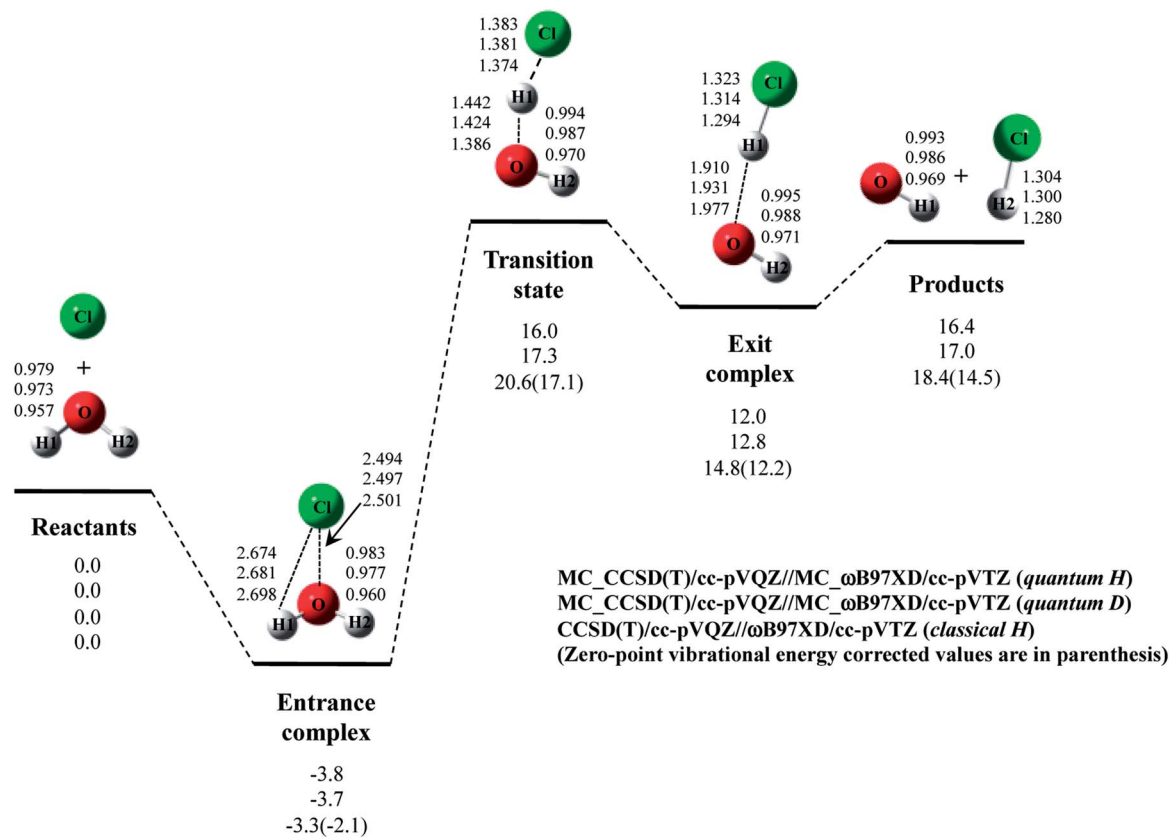 1.383
1.381
1.374
Cl
H1
1.442
1.424
1.386
0.994
0.987
0.970
O
H2
Transition
state
16.0
17.3
20.6(17.1)
1.323
1.314
1.294
Cl
H1
1.910
1.931
1.977
0.995
0.988
0.971
O
H2
Exit
complex
12.0
12.8
14.8(12.2)
0.993
0.986
0.969
O
H1
+
Cl
H2
1.304
1.300
1.280
Products
16.4
17.0
18.4(14.5)
Cl
+
0.979
0.973
0.957
O
H1
H2
Reactants
0.0
0.0
0.0
0.0
2.494
2.497
2.501
Cl
2.674
2.681
2.698
0.983
0.977
0.960
O
H1
H2
Entrance
complex
-3.8
-3.7
-3.3(-2.1)
MC_CCSD(T)/cc-pVQZ//MC_ωB97XD/cc-pVTZ (quantum H)
MC_CCSD(T)/cc-pVQZ//MC_ωB97XD/cc-pVTZ (quantum D)
CCSD(T)/cc-pVQZ//ωB97XD/cc-pVTZ (classical H)
(Zero-point vibrational energy corrected values are in parenthesis)